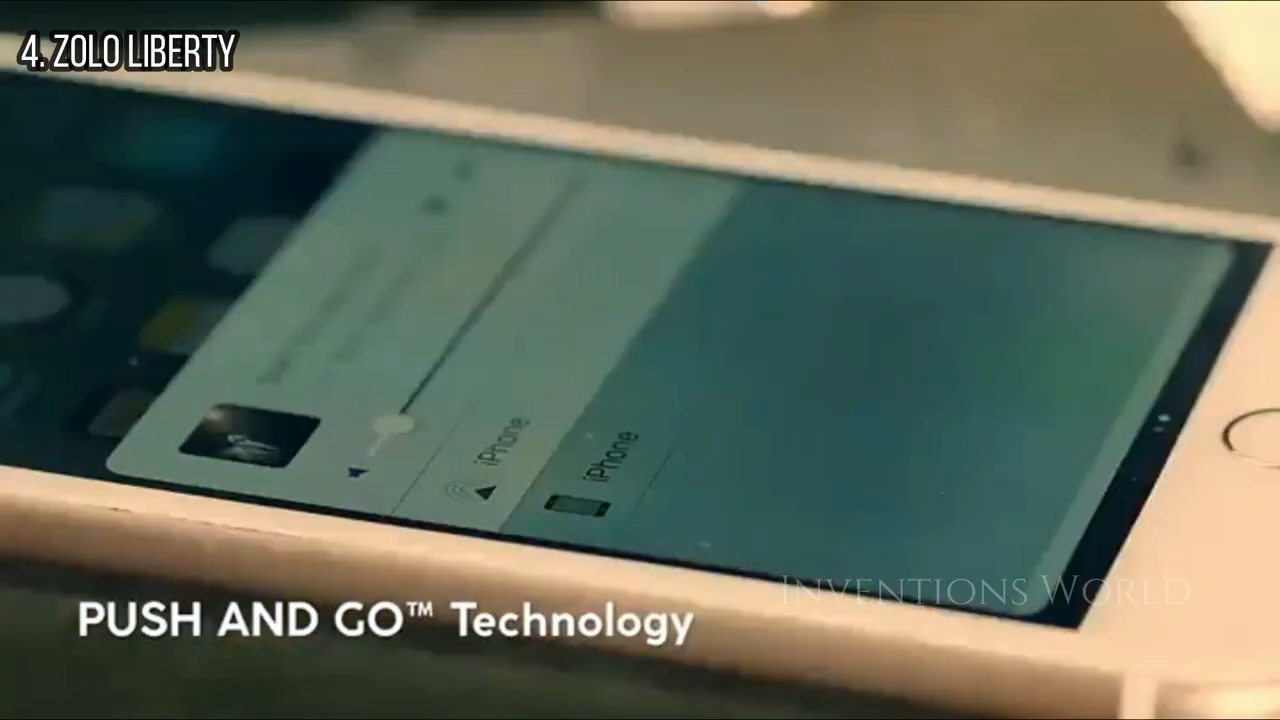 4. ZOLO LIBERTY
iPhone
iPhone
INVENTIONS WORLD
PUSH AND GO™ Technology